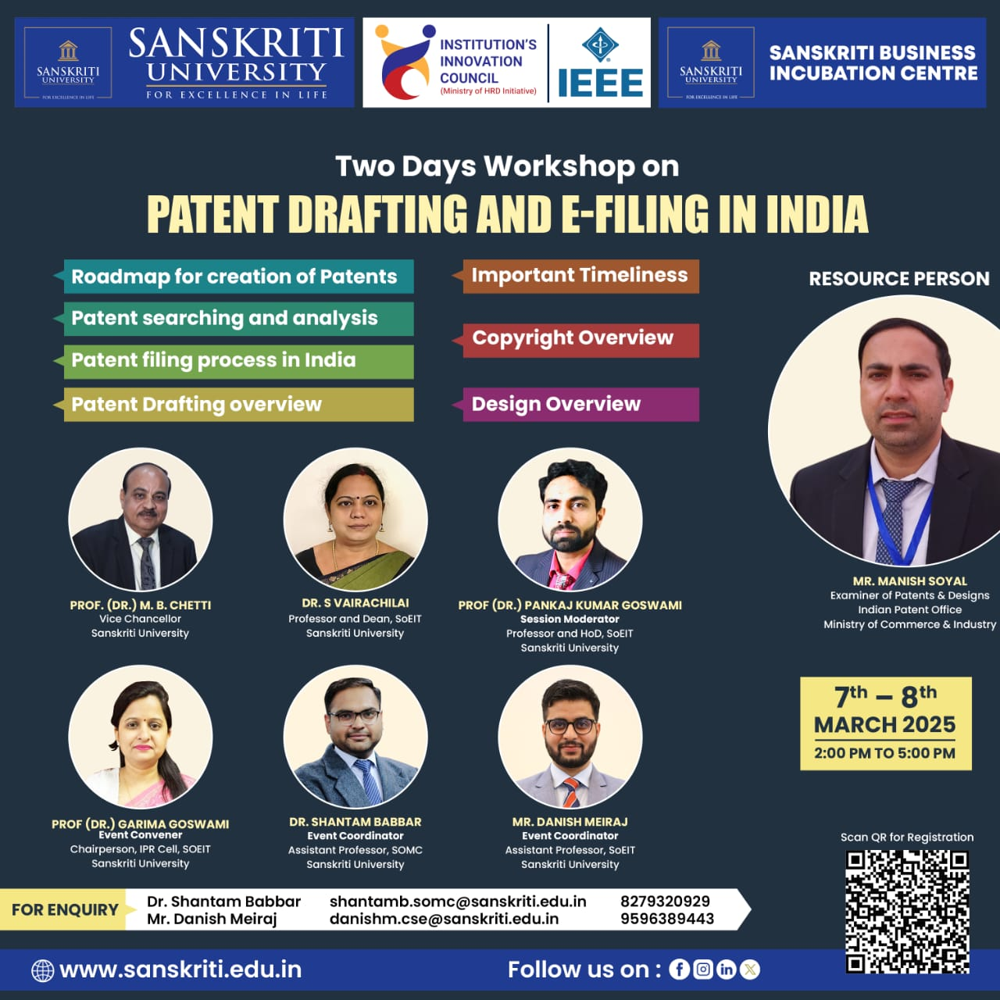 SANSKRITI
UNIVERSITY
FOR EXCELLENCE IN LIFE
SANSKRITI
UNIVERSITY
FOR EXCELLENCE IN LIFE
INSTITUTION'S
INNOVATION
COUNCIL
(Ministry of HRD Initiative)
IEEE
SANSKRITI
UNIVERSITY
FOR EXCELLENCE IN LIFE
SANSKRITI BUSINESS
INCUBATION CENTRE
Two Days Workshop on
PATENT DRAFTING AND E-FILING IN INDIA
Roadmap for creation of Patents
Patent searching and analysis
Patent filing process in India
Patent Drafting overview
Important Timeliness
Copyright Overview
Design Overview
RESOURCE PERSON
MR. MANISH SOYAL
Examiner of Patents & Designs
Indian Patent Office
Ministry of Commerce & Industry
PROF. (DR.) M. B. CHETTI
Vice Chancellor
Sanskriti University
DR. S VAIRACHILAI
Professor and Dean, SoEIT
Sanskriti University
PROF (DR.) PANKAJ KUMAR GOSWAMI
Session Moderator
Professor and HoD, SoEIT
Sanskriti University
PROF (DR.) GARIMA GOSWAMI
Event Convener
Chairperson, IPR Cell, SOEIT
Sanskriti University
DR. SHANTAM BABBAR
Event Coordinator
Assistant Professor, SOMC
Sanskriti University
MR. DANISH MEIRAJ
Event Coordinator
Assistant Professor, SoEIT
Sanskriti University
7th – 8th
MARCH 2025
2:00 PM TO 5:00 PM
Scan QR for Registration
FOR ENQUIRY
Dr. Shantam Babbar shantamb.somc@sanskriti.edu.in 8279320929
Mr. Danish Meiraj danishm.cse@sanskriti.edu.in 9596389443
www.sanskriti.edu.in
Follow us on :